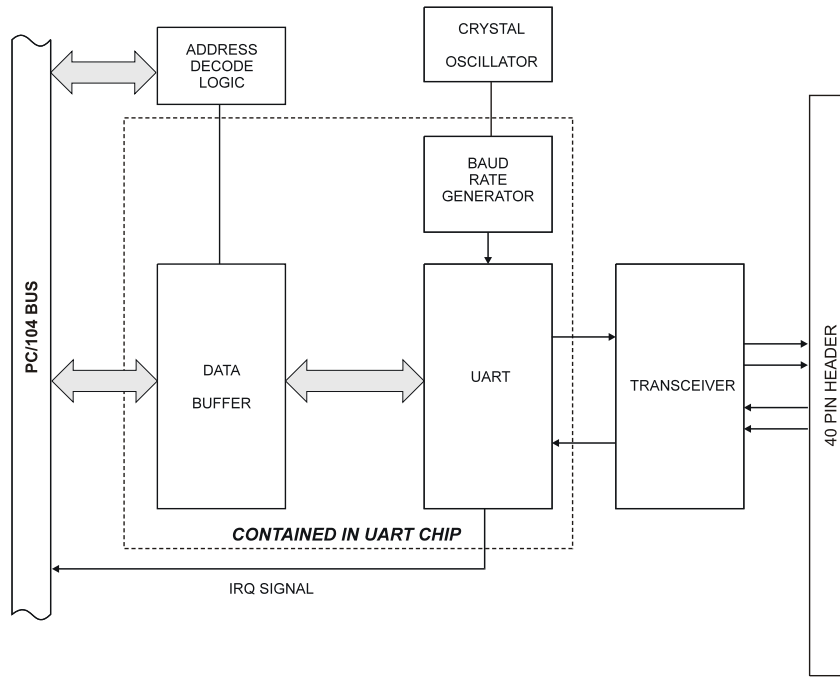 ADDRESS
DECODE
LOGIC
CRYSTAL
OSCILLATOR
BAUD
RATE
GENERATOR
PC/104 BUS
DATA
BUFFER
UART
TRANSCEIVER
40 PIN HEADER
CONTAINED IN UART CHIP
IRQ SIGNAL